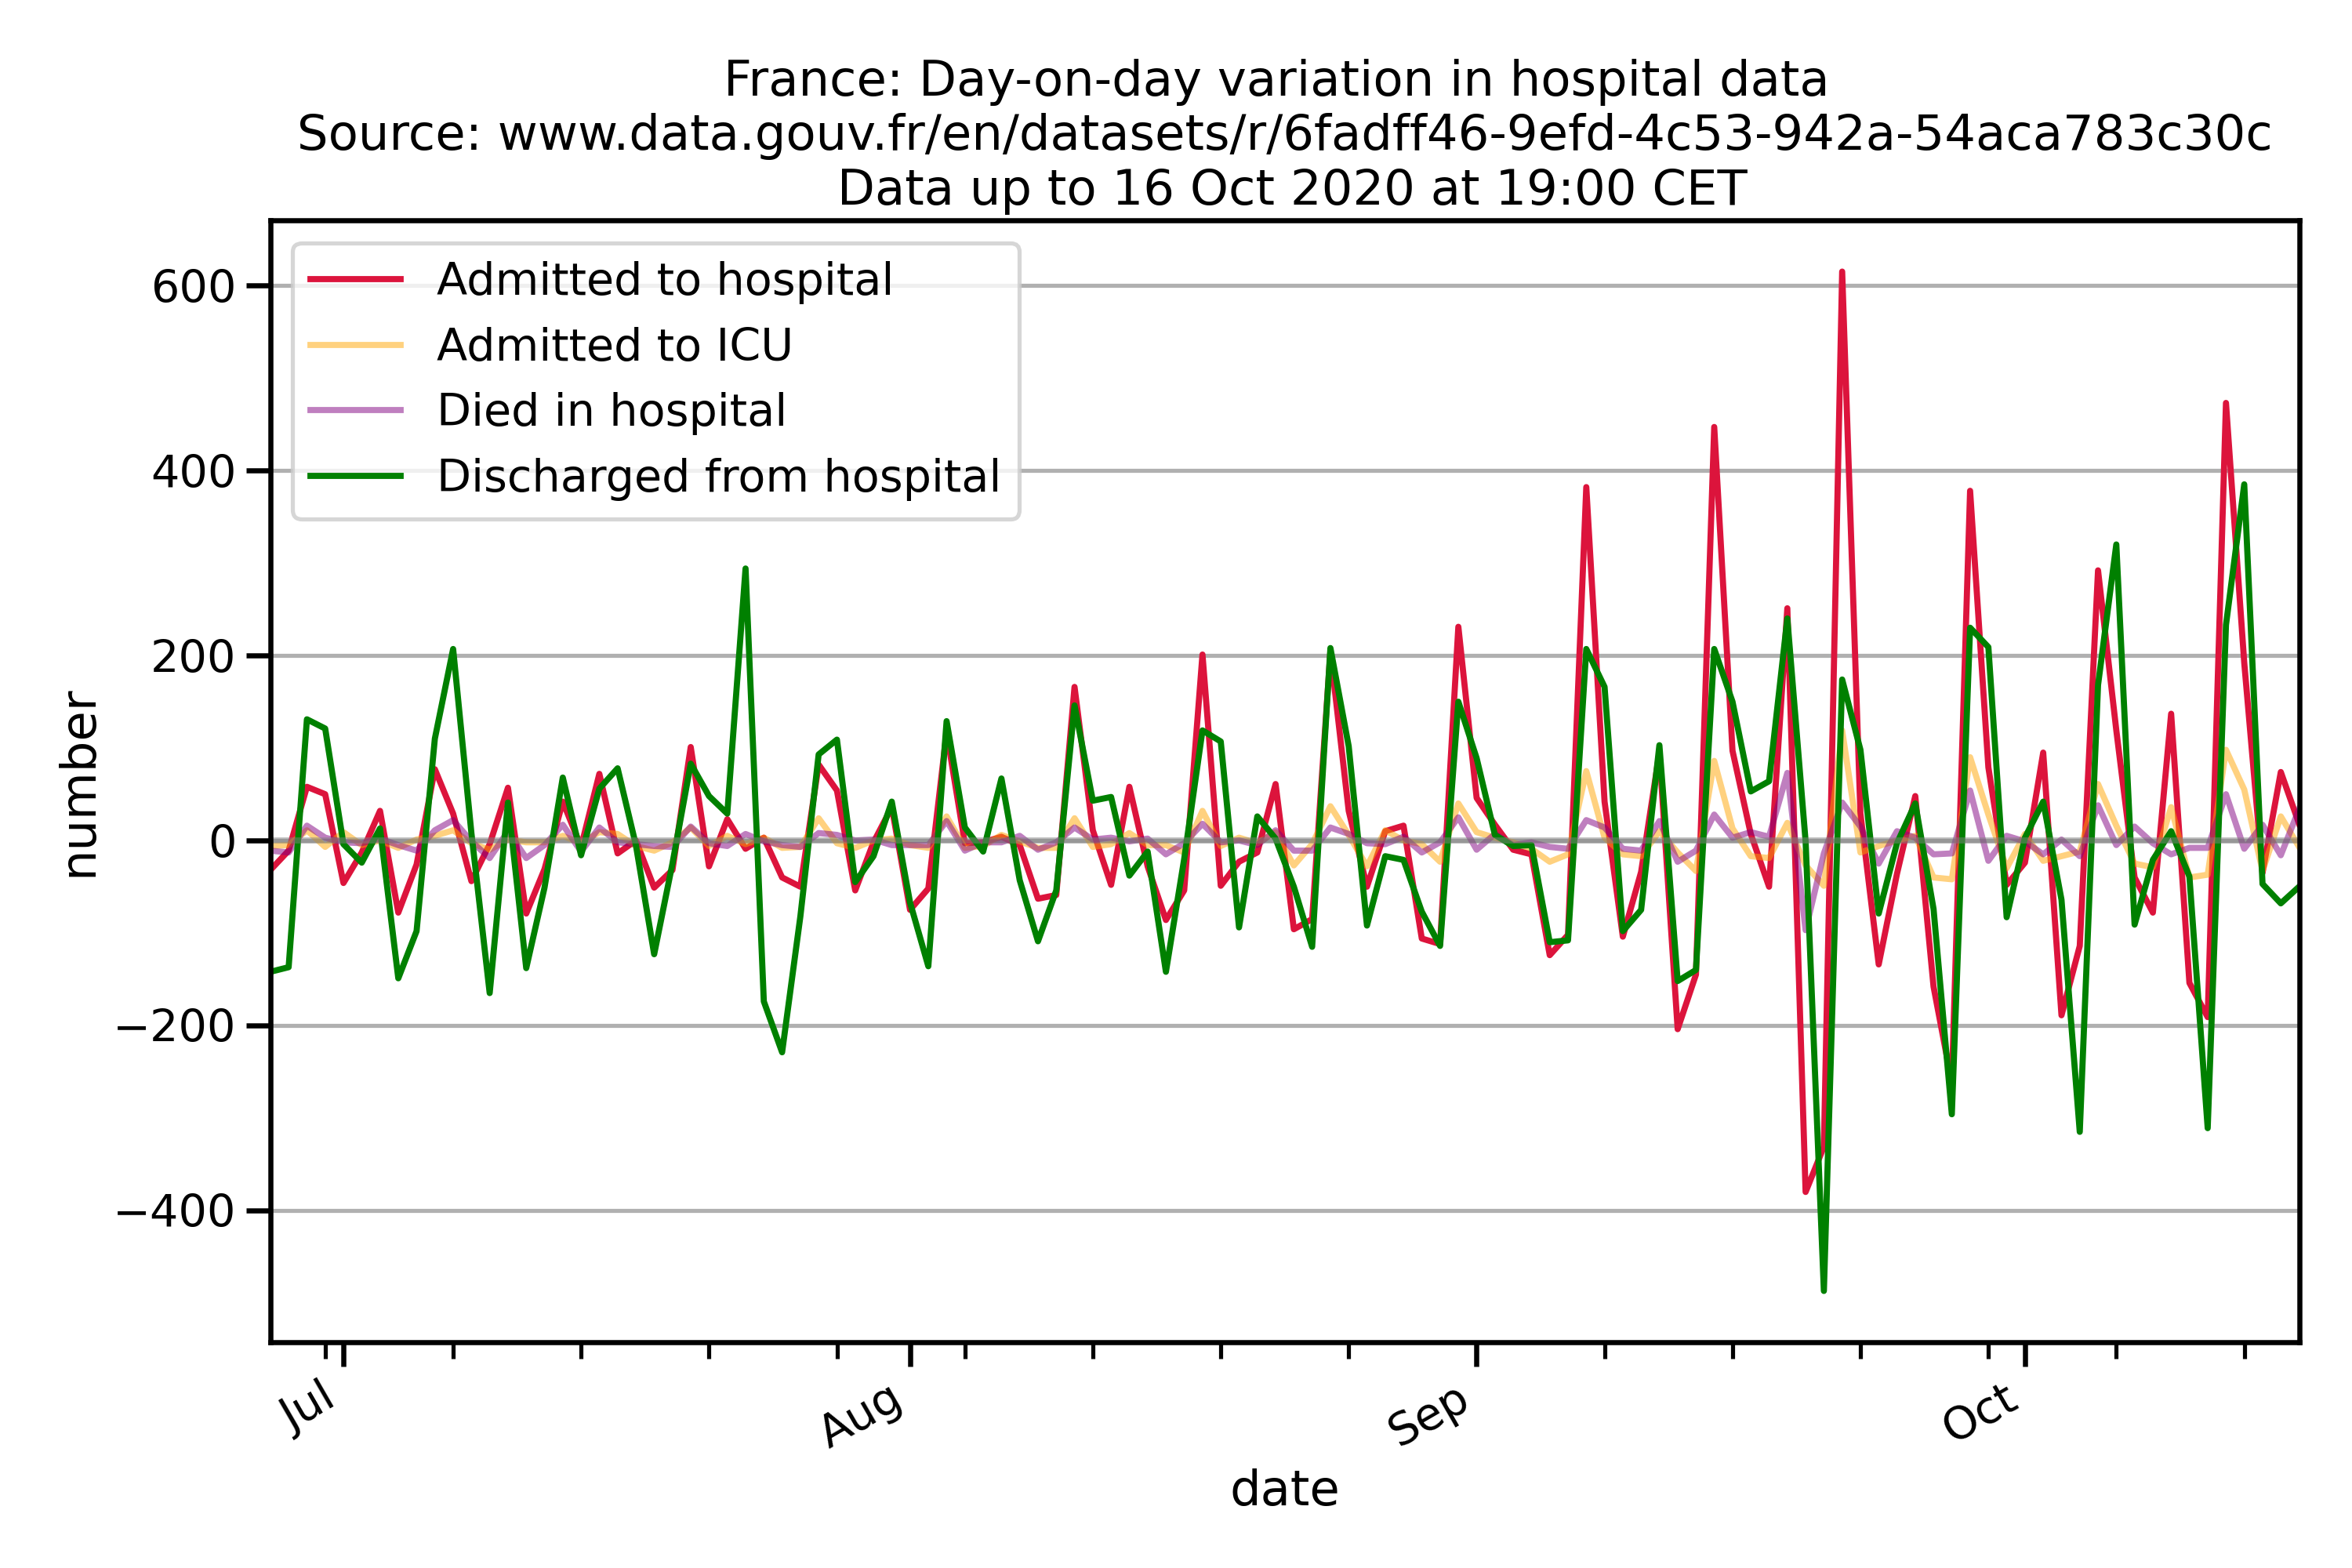 France: Day-on-day variation in hospital data
Source: www.data.gouv.fr/en/datasets/r/6fadff46-9efd-4c53-942a-54aca783c30c
Data up to 16 Oct 2020 at 19:00 CET
Admitted to hospital
Admitted to ICU
Died in hospital
Discharged from hospital
600
400
200
0
−200
−400
number
Jul
Aug
Sep
Oct
date